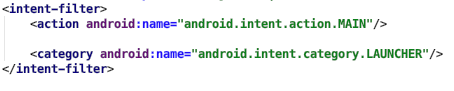 <intent-filter>
<action android:name="android.intent.action.MAIN"/>
<category android:name="android.intent.category.LAUNCHER"/>
</intent-filter>